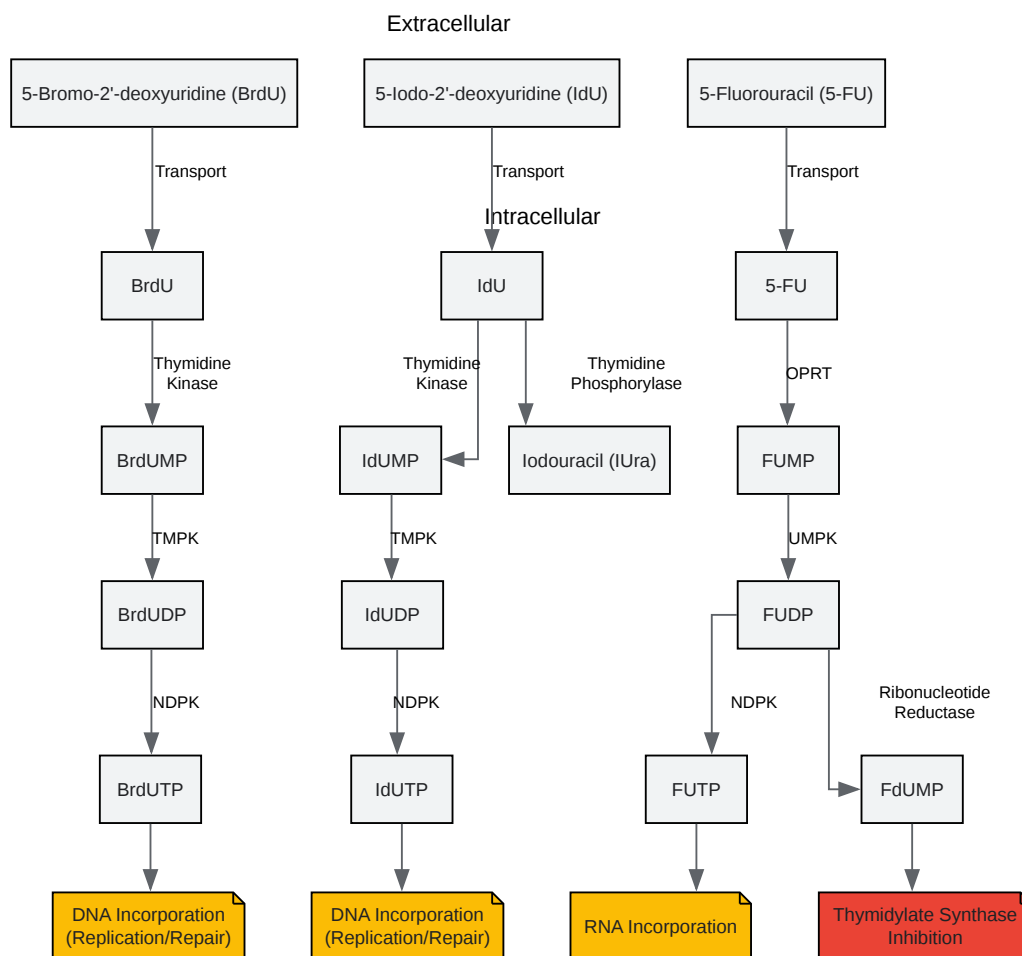 Extracellular
5-Bromo-2'-deoxyuridine (BrdU)
5-Iodo-2'-deoxyuridine (IdU)
5-Fluorouracil (5-FU)
Transport
Transport
Transport
Intracellular
BrdU
IdU
5-FU
Thymidine
Kinase
Thymidine
Kinase
Thymidine
Phosphorylase
OPRT
BrdUMP
IdUMP
Iodouracil (IUra)
FUMP
TMPK
TMPK
UMPK
BrdUDP
IdUDP
FUDP
NDPK
NDPK
NDPK
Ribonucleotide
Reductase
BrdUTP
IdUTP
FUTP
FdUMP
DNA Incorporation
(Replication/Repair)
DNA Incorporation
(Replication/Repair)
RNA Incorporation
Thymidylate Synthase
Inhibition